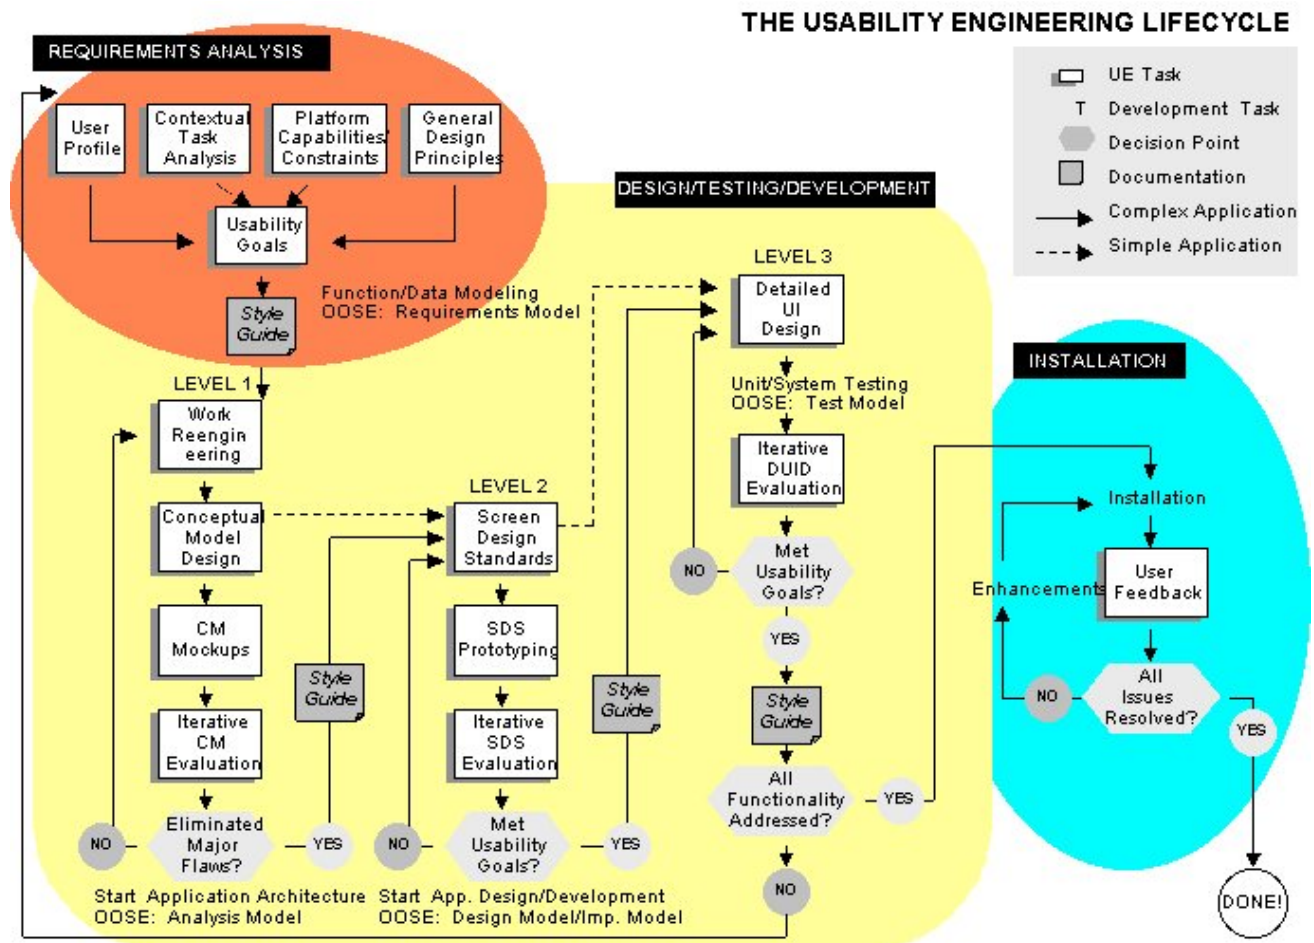 THE USABILITY ENGINEERING LIFECYCLE
REQUIREMENTS ANALYSIS
User
Profile
Contextual
Task
Analysis
Platform
Capabilities/
Constraints
General
Design
Principles
Usability
Goals
Style
Guide
Function/Data Modeling
OOSE: Requirements Model
UE Task
T Development Task
Decision Point
Documentation
Complex Application
Simple Application
DESIGN/TESTING/DEVELOPMENT
LEVEL 1
Work
Reengin
eering
Conceptual
Model
Design
CM
Mockups
Iterative
CM
Evaluation
Eliminated
Major
Flaws?
NO
YES
Start Application Architecture
OOSE: Analysis Model
Style
Guide
LEVEL 2
Screen
Design
Standards
SDS
Prototyping
Iterative
SDS
Evaluation
Met
Usability
Goals?
NO
YES
Start App. Design/Development
OOSE: Design Model/Imp. Model
Style
Guide
LEVEL 3
Detailed
UI
Design
Unit/System Testing
OOSE: Test Model
Iterative
DUID
Evaluation
Met
Usability
Goals?
NO
YES
Style
Guide
All
Functionality
Addressed?
YES
NO
INSTALLATION
Installation
User
Feedback
Enhancements
All
Issues
Resolved?
NO
YES
DONE!